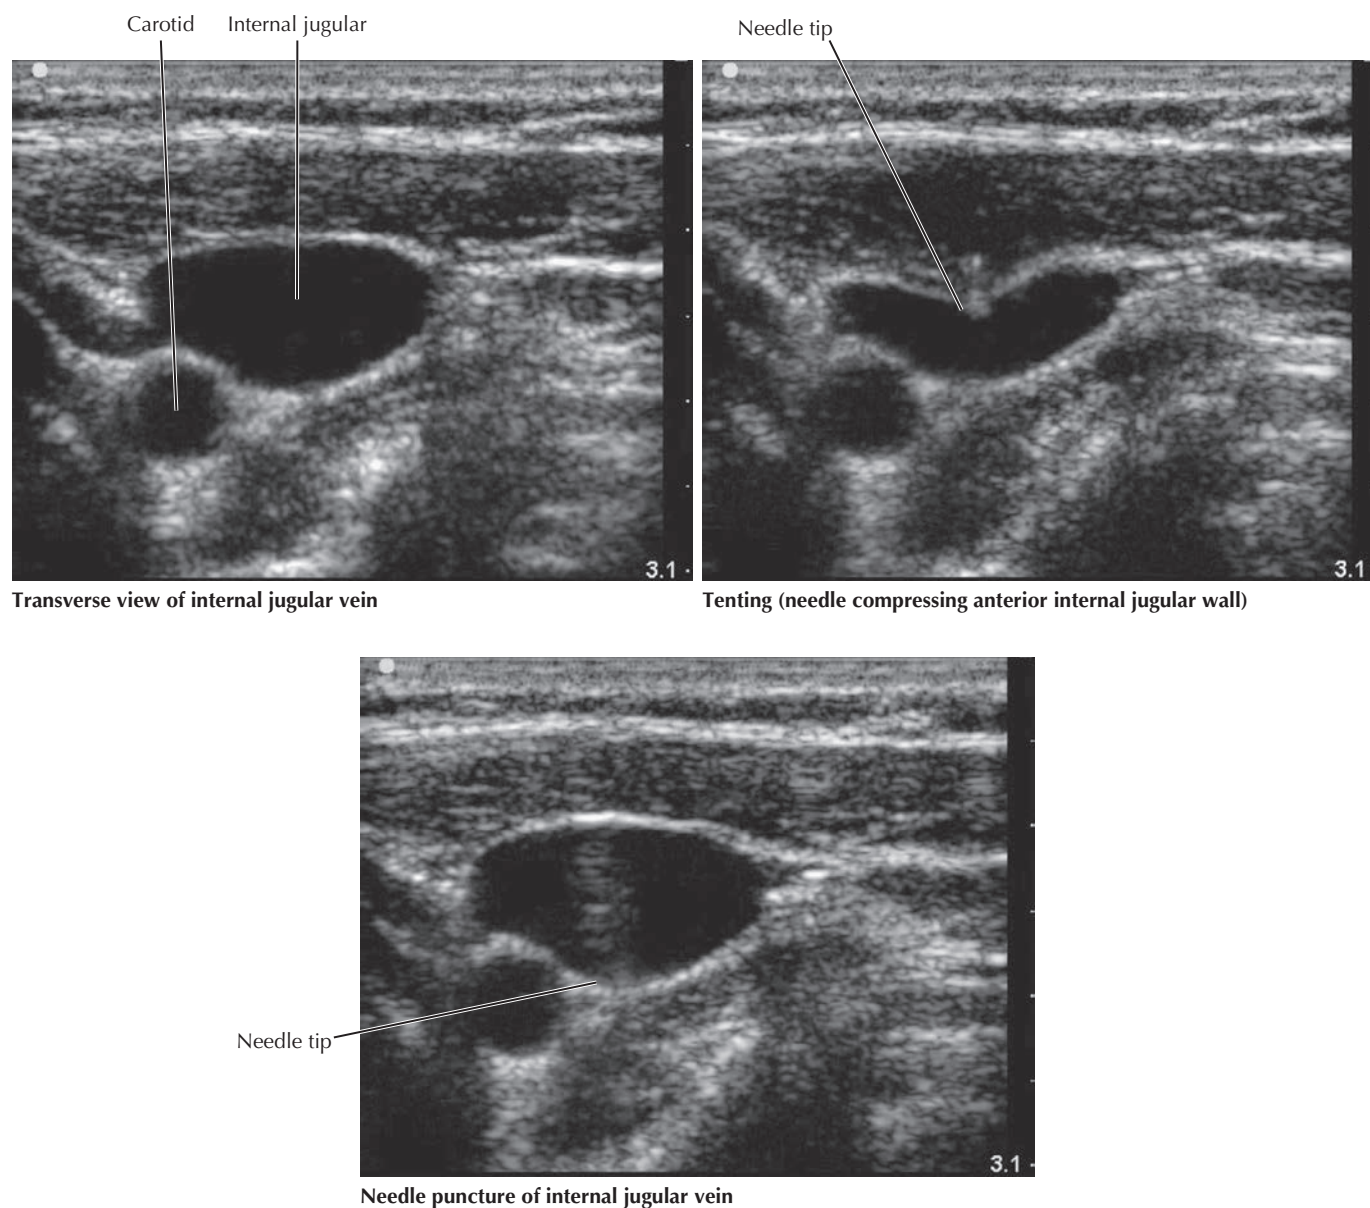 Carotid Internal jugular
Needle tip
3.1
3.1
Transverse view of internal jugular vein
Tenting (needle compressing anterior internal jugular wall)
Needle tip
3.1
Needle puncture of internal jugular vein